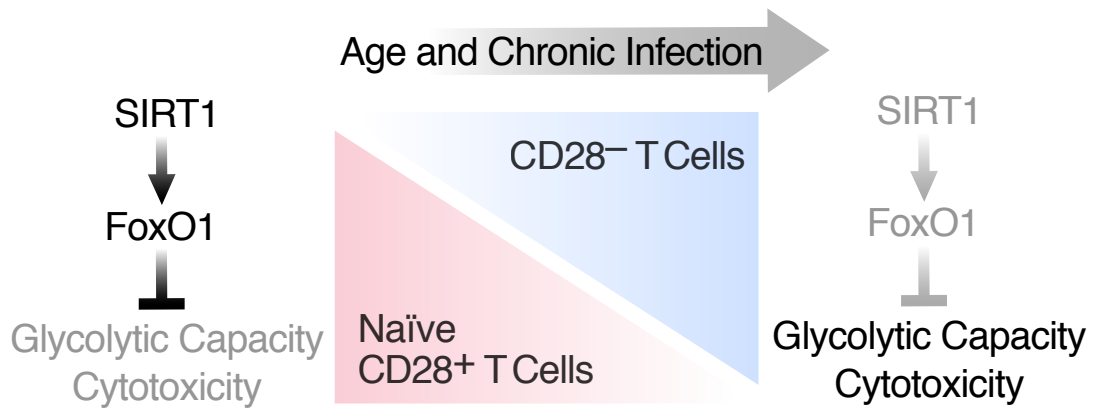 Age and Chronic Infection
SIRT1
FoxO1
Glycolytic Capacity
Cytotoxicity
CD28– T Cells
Naïve
CD28+ T Cells
SIRT1
FoxO1
Glycolytic Capacity
Cytotoxicity